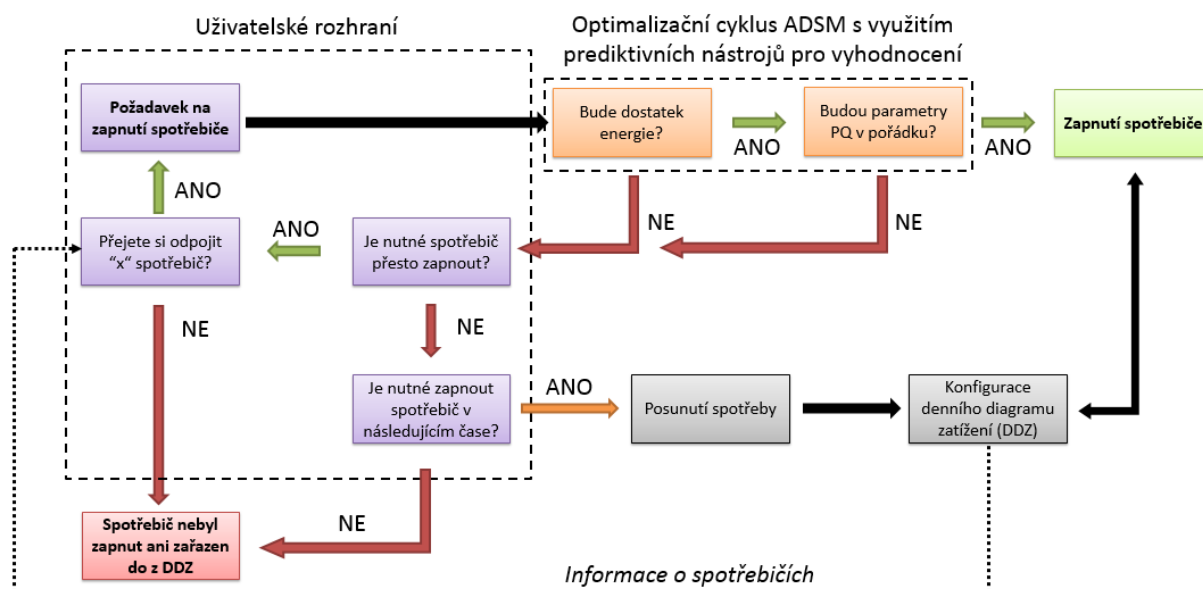 Uživatelské rozhraní
Optimalizační cyklus ADSM s využitím
prediktivních nástrojů pro vyhodnocení
Požadavek na
zapnutí spotřebiče
Bude dostatek
energie?
ANO
Budou parametry
PQ v pořádku?
ANO
Zapnutí spotřebiče
ANO
NE
NE
Přejete si odpojit
“x“ spotřebič?
ANO
Je nutné spotřebič
přesto zapnout?
NE
NE
Je nutné zapnout
spotřebič v
následujícím čase?
ANO
Posunutí spotřeby
Konfigurace
denního diagramu
zatížení (DDZ)
Spotřebič nebyl
zapnut ani zařazen
do z DDZ
NE
Informace o spotřebičích